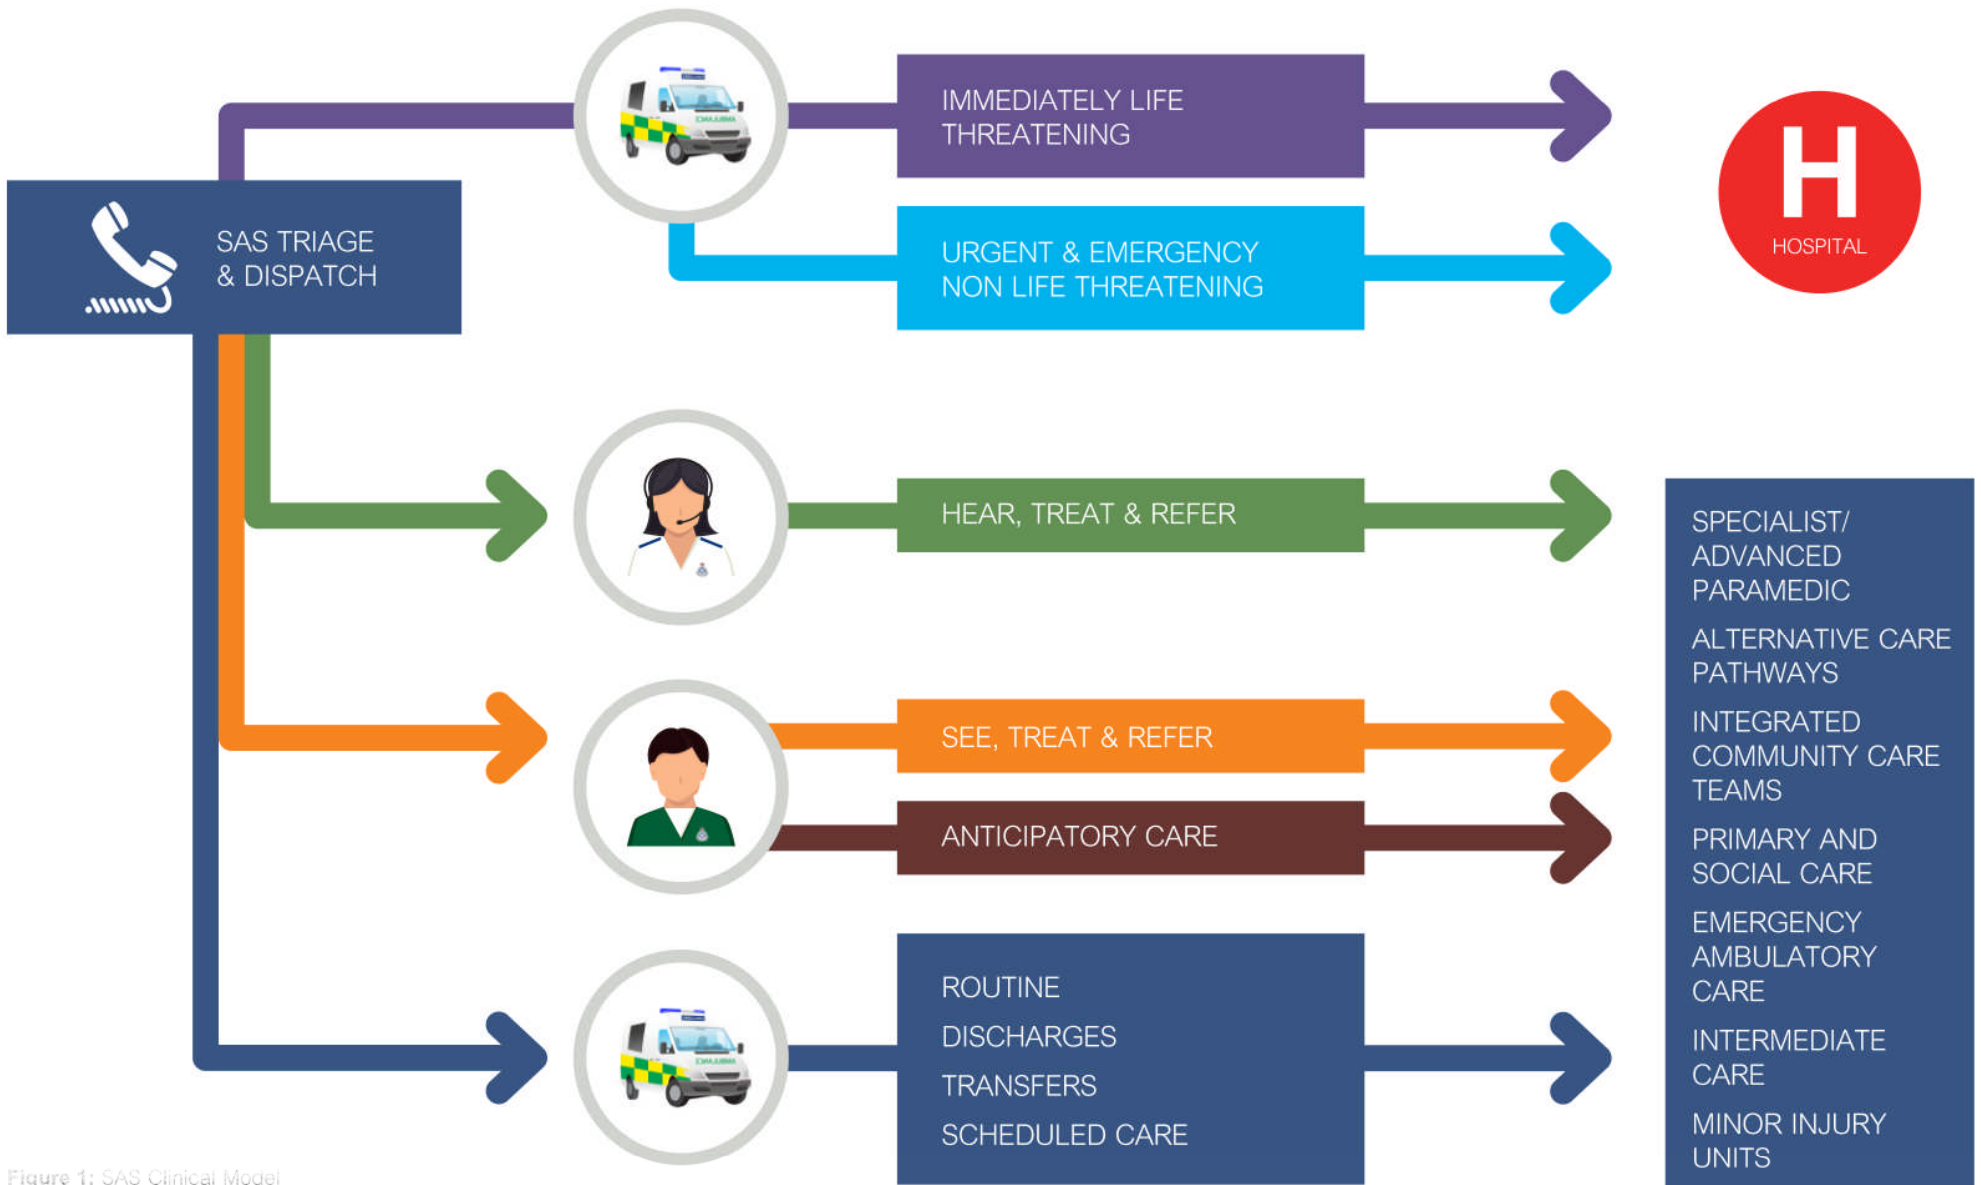 IMMEDIATELY LIFE
THREATENING
H
HOSPITAL
SAS TRIAGE
& DISPATCH
URGENT & EMERGENCY
NON LIFE THREATENING
HEAR, TREAT & REFER
SEE, TREAT & REFER
ANTICIPATORY CARE
ROUTINE
DISCHARGES
TRANSFERS
SCHEDULED CARE
SPECIALIST/
ADVANCED
PARAMEDIC
ALTERNATIVE CARE
PATHWAYS
INTEGRATED
COMMUNITY CARE
TEAMS
PRIMARY AND
SOCIAL CARE
EMERGENCY
AMBULATORY
CARE
INTERMEDIATE
CARE
MINOR INJURY
UNITS
Figure 1: SAS Clinical Model